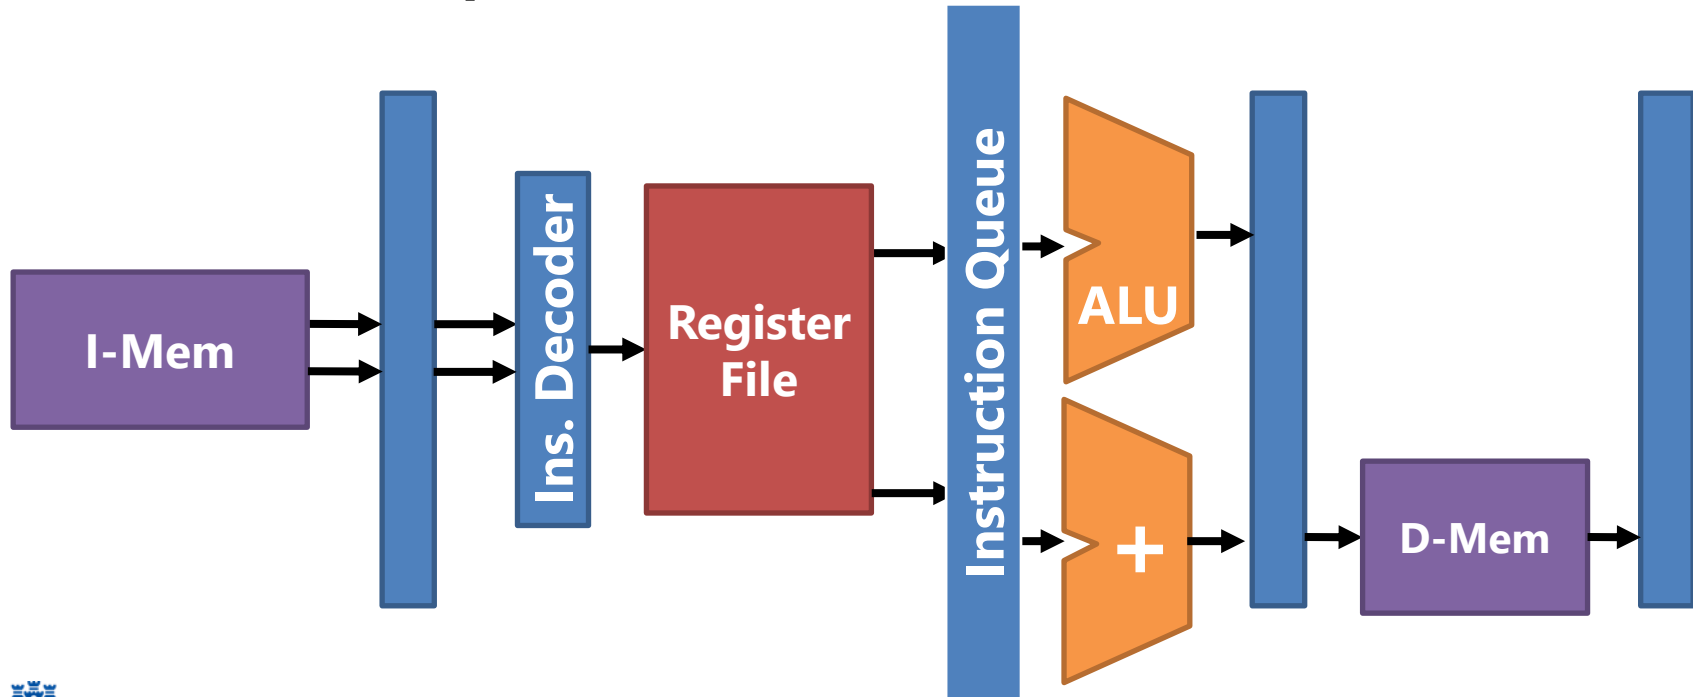 I-Mem
Ins. Decoder
Register
File
Instruction Queue
ALU
+
D-Mem